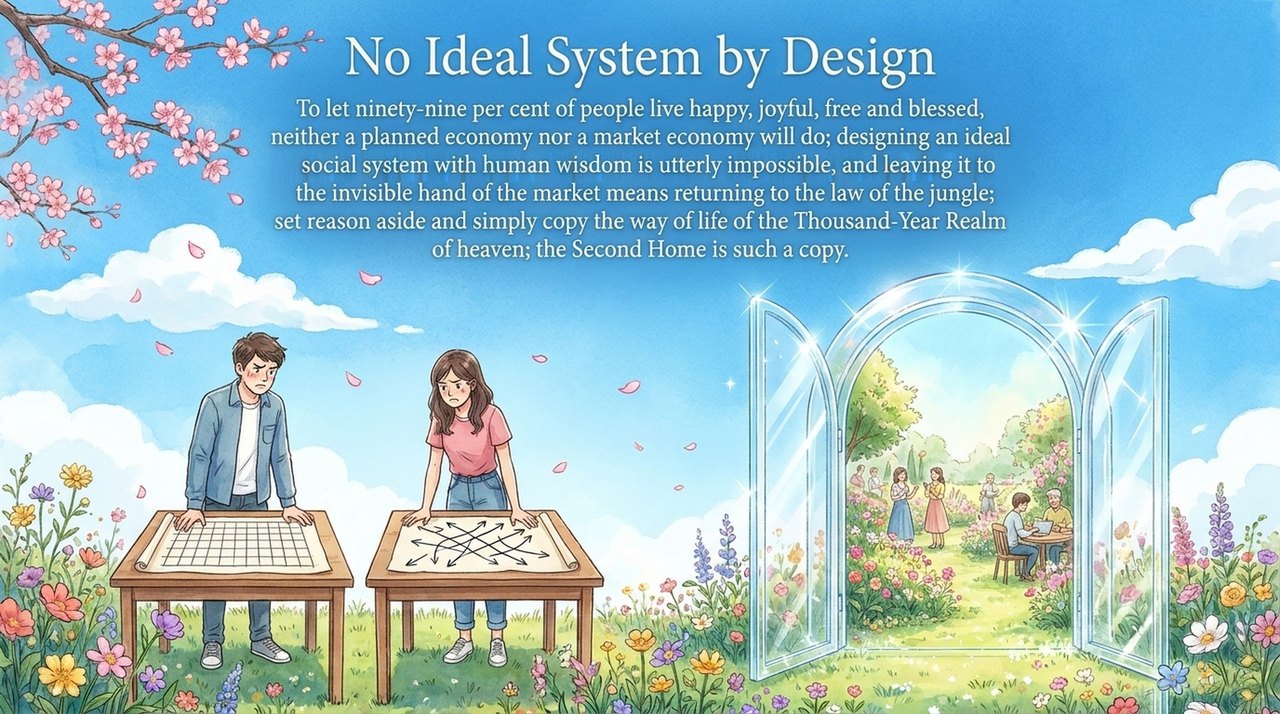 No Ideal System by Design
To let ninety-nine per cent of people live happy, joyful, free and blessed,
neither a planned economy nor a market economy will do; designing an ideal
social system with human wisdom is utterly impossible, and leaving it to
the invisible hand of the market means returning to the law of the jungle;
set reason aside and simply copy the way of life of the Thousand-Year Realm
of heaven; the Second Home is such a copy.